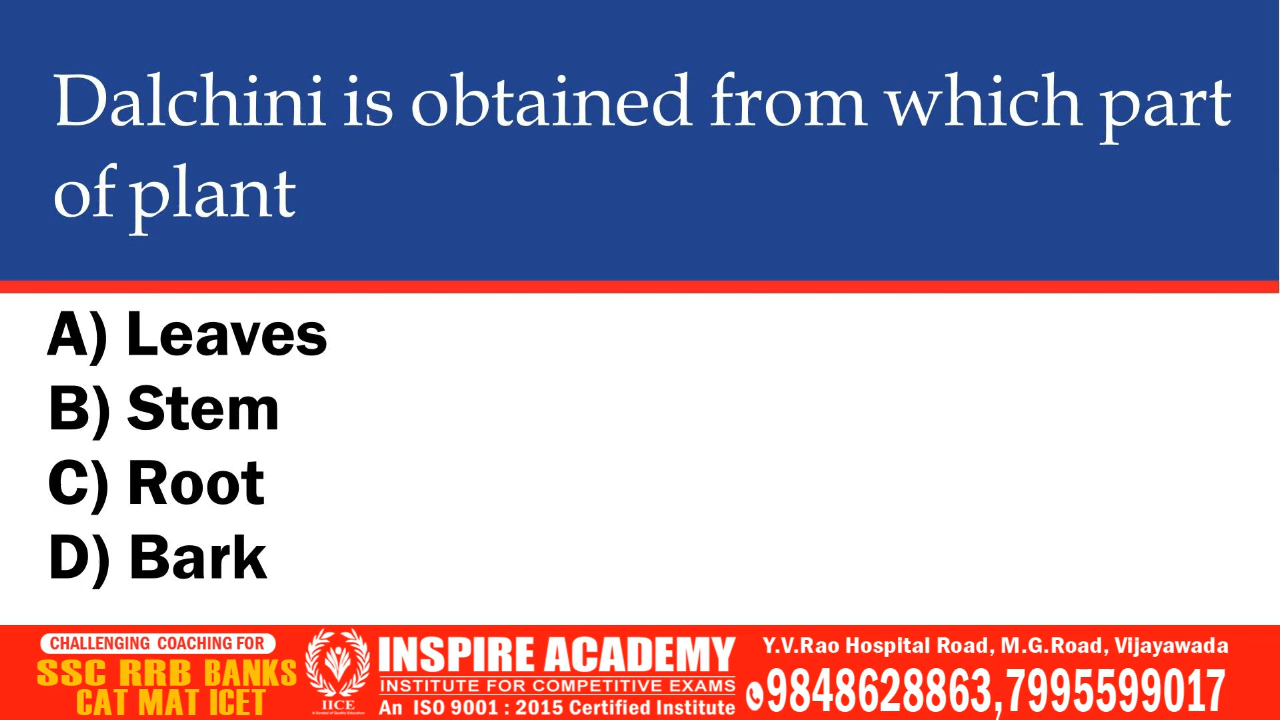 Dalchini is obtained from which part
of plant
A) Leaves
B) Stem
C) Root
D) Bark
CHALLENGING COACHING FOR
SSC RRB BANKS
CAT MAT ICET
IICE
INSPIRE ACADEMY
INSTITUTE FOR COMPETITIVE EXAMS
An ISO 9001 : 2015 Certified Institute
Y.V.Rao Hospital Road, M.G.Road, Vijayawada
9848628863,7995599017